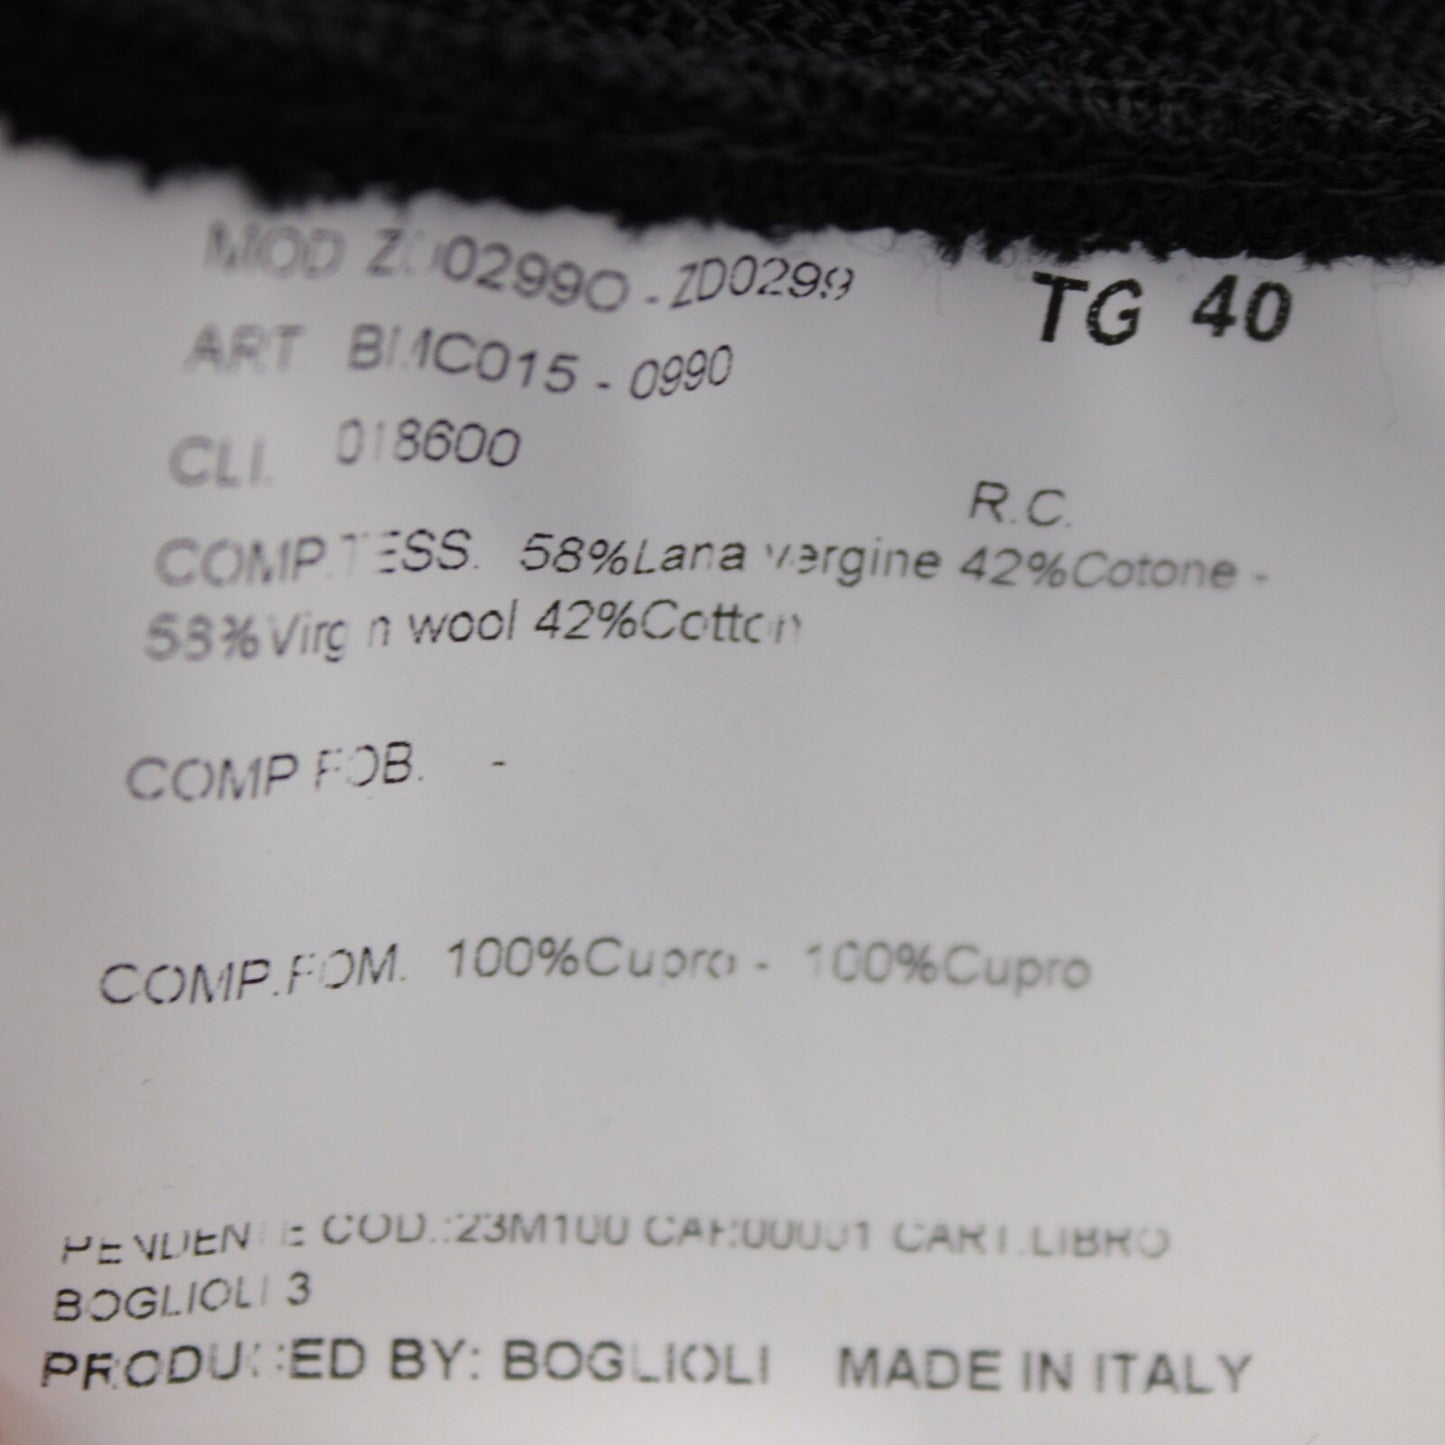 MOD ZD02990 - ZD0299 TG 40
ART BMC015 - 0990
CLI. 018600
R.C.
COMP.TESS. 58%Lana vergine 42%Cotone -
58%Virgin wool 42%Cotton
COMP FOB. -
COMP.FOM. 100%Cupro - 100%Cupro
PENDENTE COD.:23M100 CAP.00001 CART.LIBRO
BOGLIOLI 3
PRODUCED BY: BOGLIOLI MADE IN ITALY